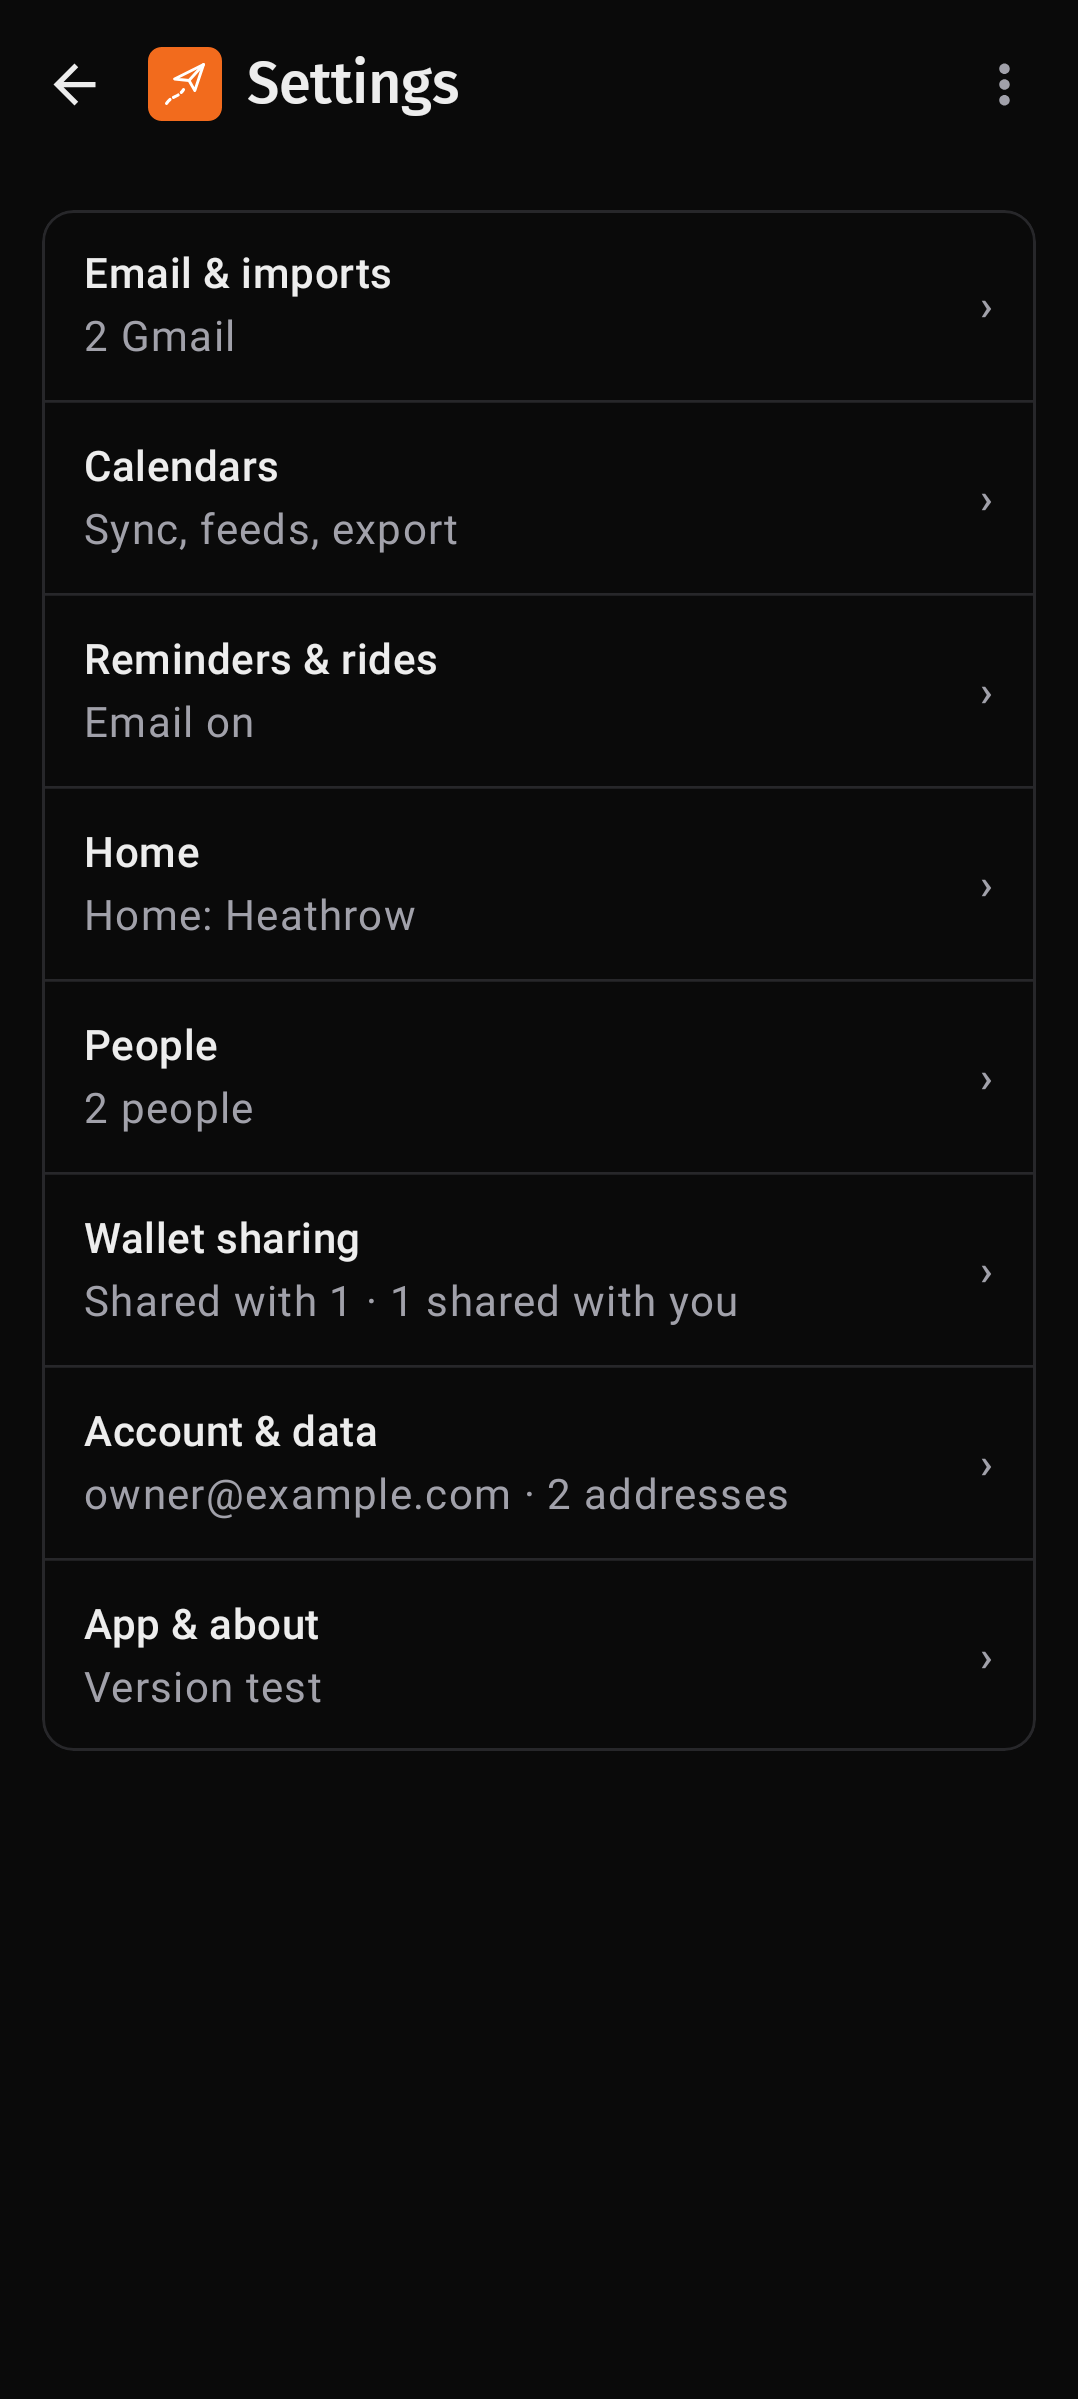 Settings
Email & imports
2 Gmail
›
Calendars
Sync, feeds, export
›
Reminders & rides
Email on
›
Home
Home: Heathrow
›
People
2 people
›
Wallet sharing
Shared with 1 · 1 shared with you
›
Account & data
owner@example.com · 2 addresses
›
App & about
Version test
›